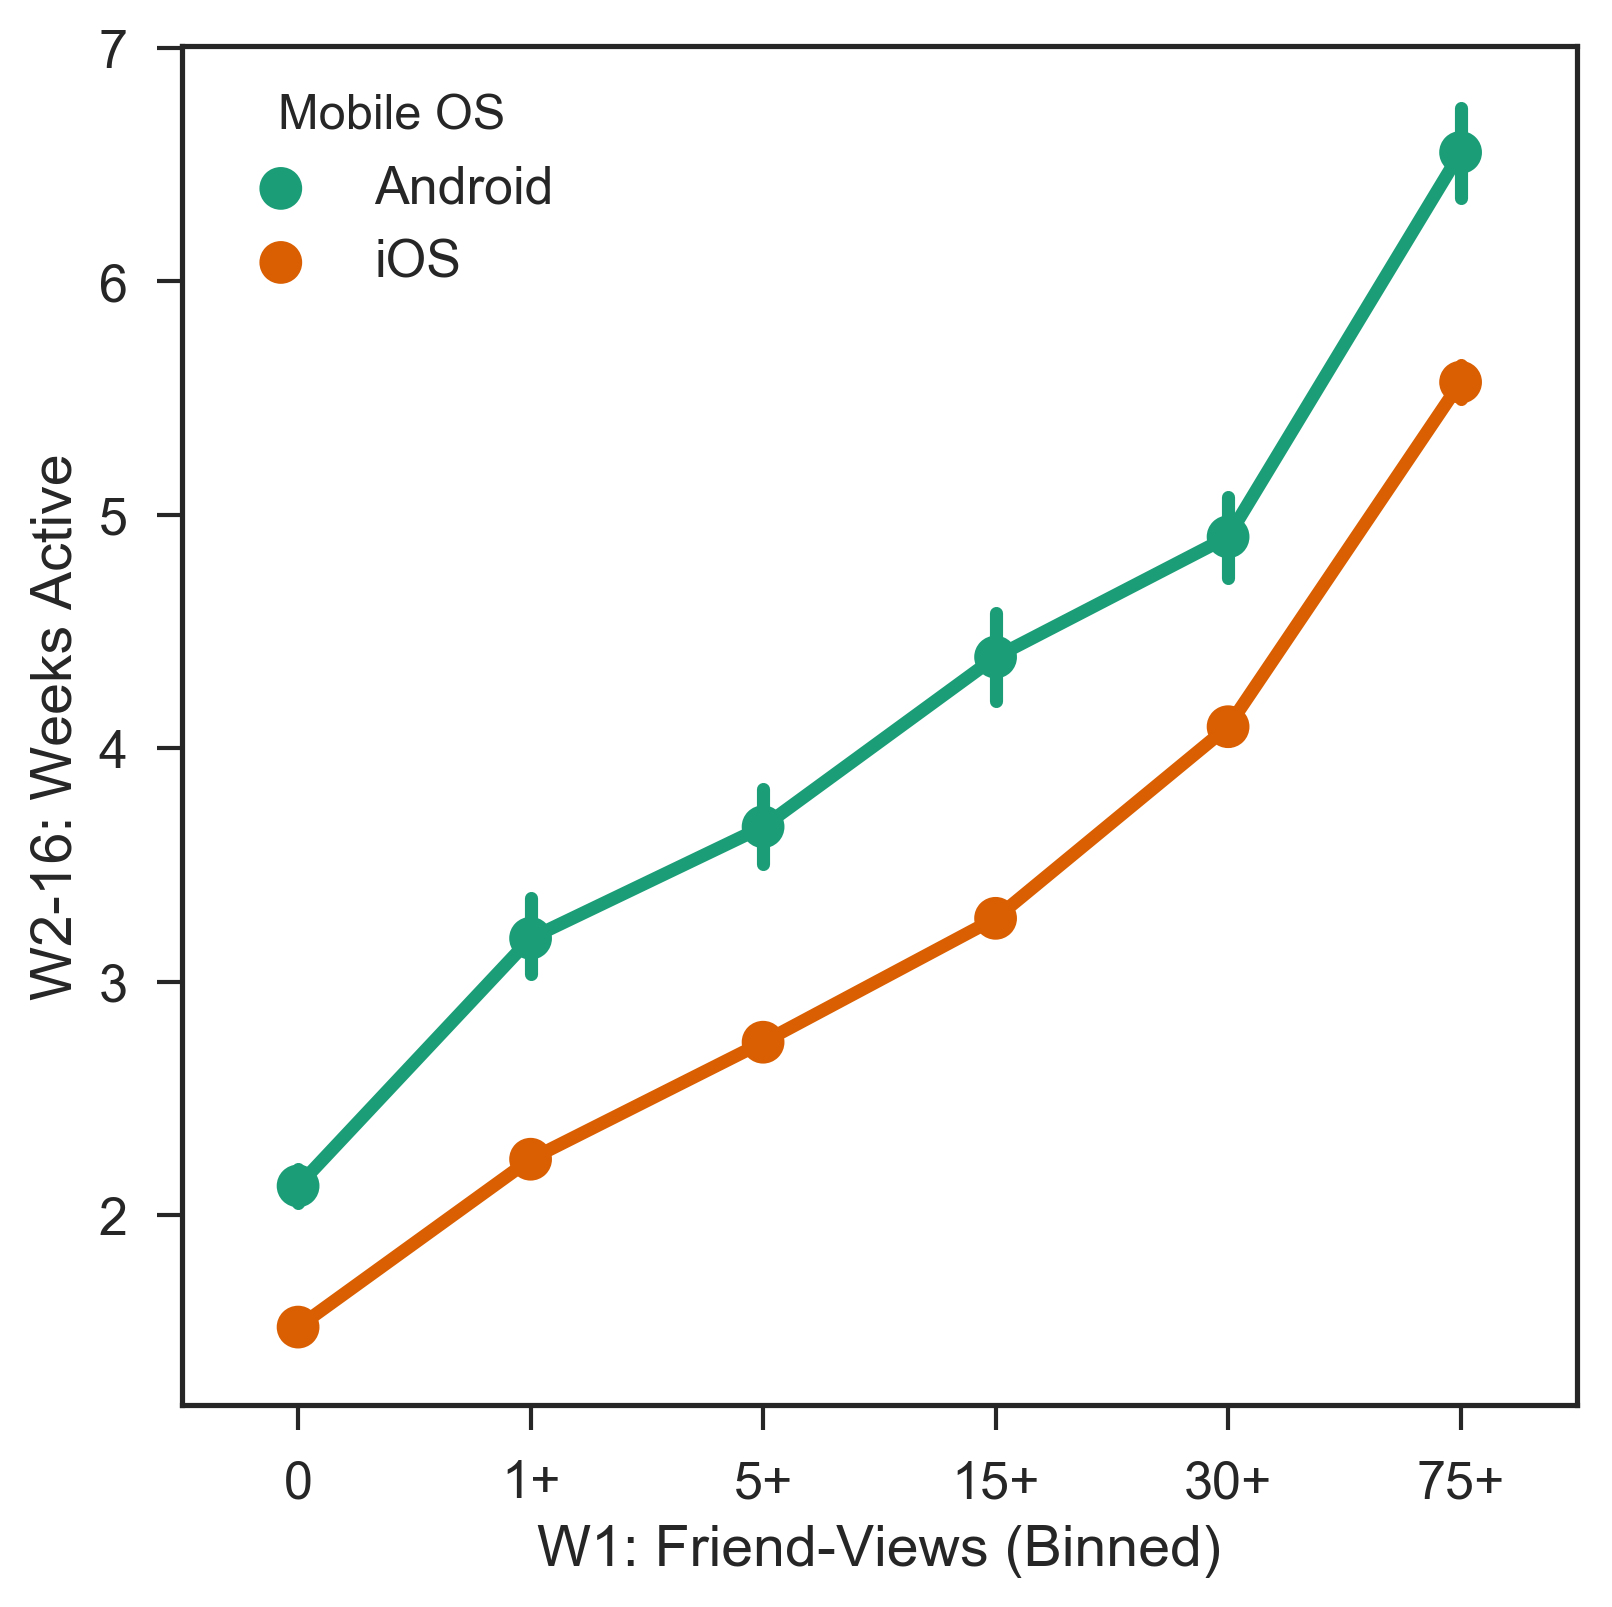 7
6
5
4
3
2
W2-16: Weeks Active
Mobile OS
Android
iOS
0 1+ 5+ 15+ 30+ 75+
W1: Friend-Views (Binned)